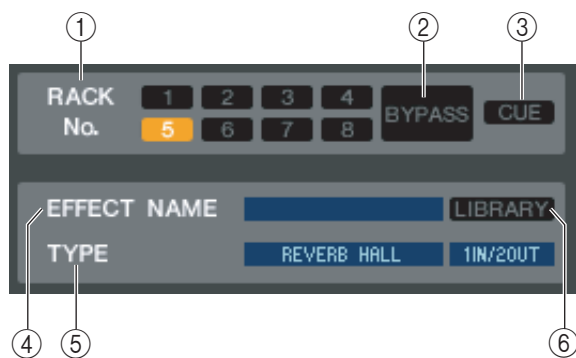 ① ② ③
RACK No.
1 2 3 4
5 6 7 8
BYPASS
CUE
EFFECT NAME LIBRARY
TYPE REVERB HALL 1IN/2OUT
④ ⑤ ⑥